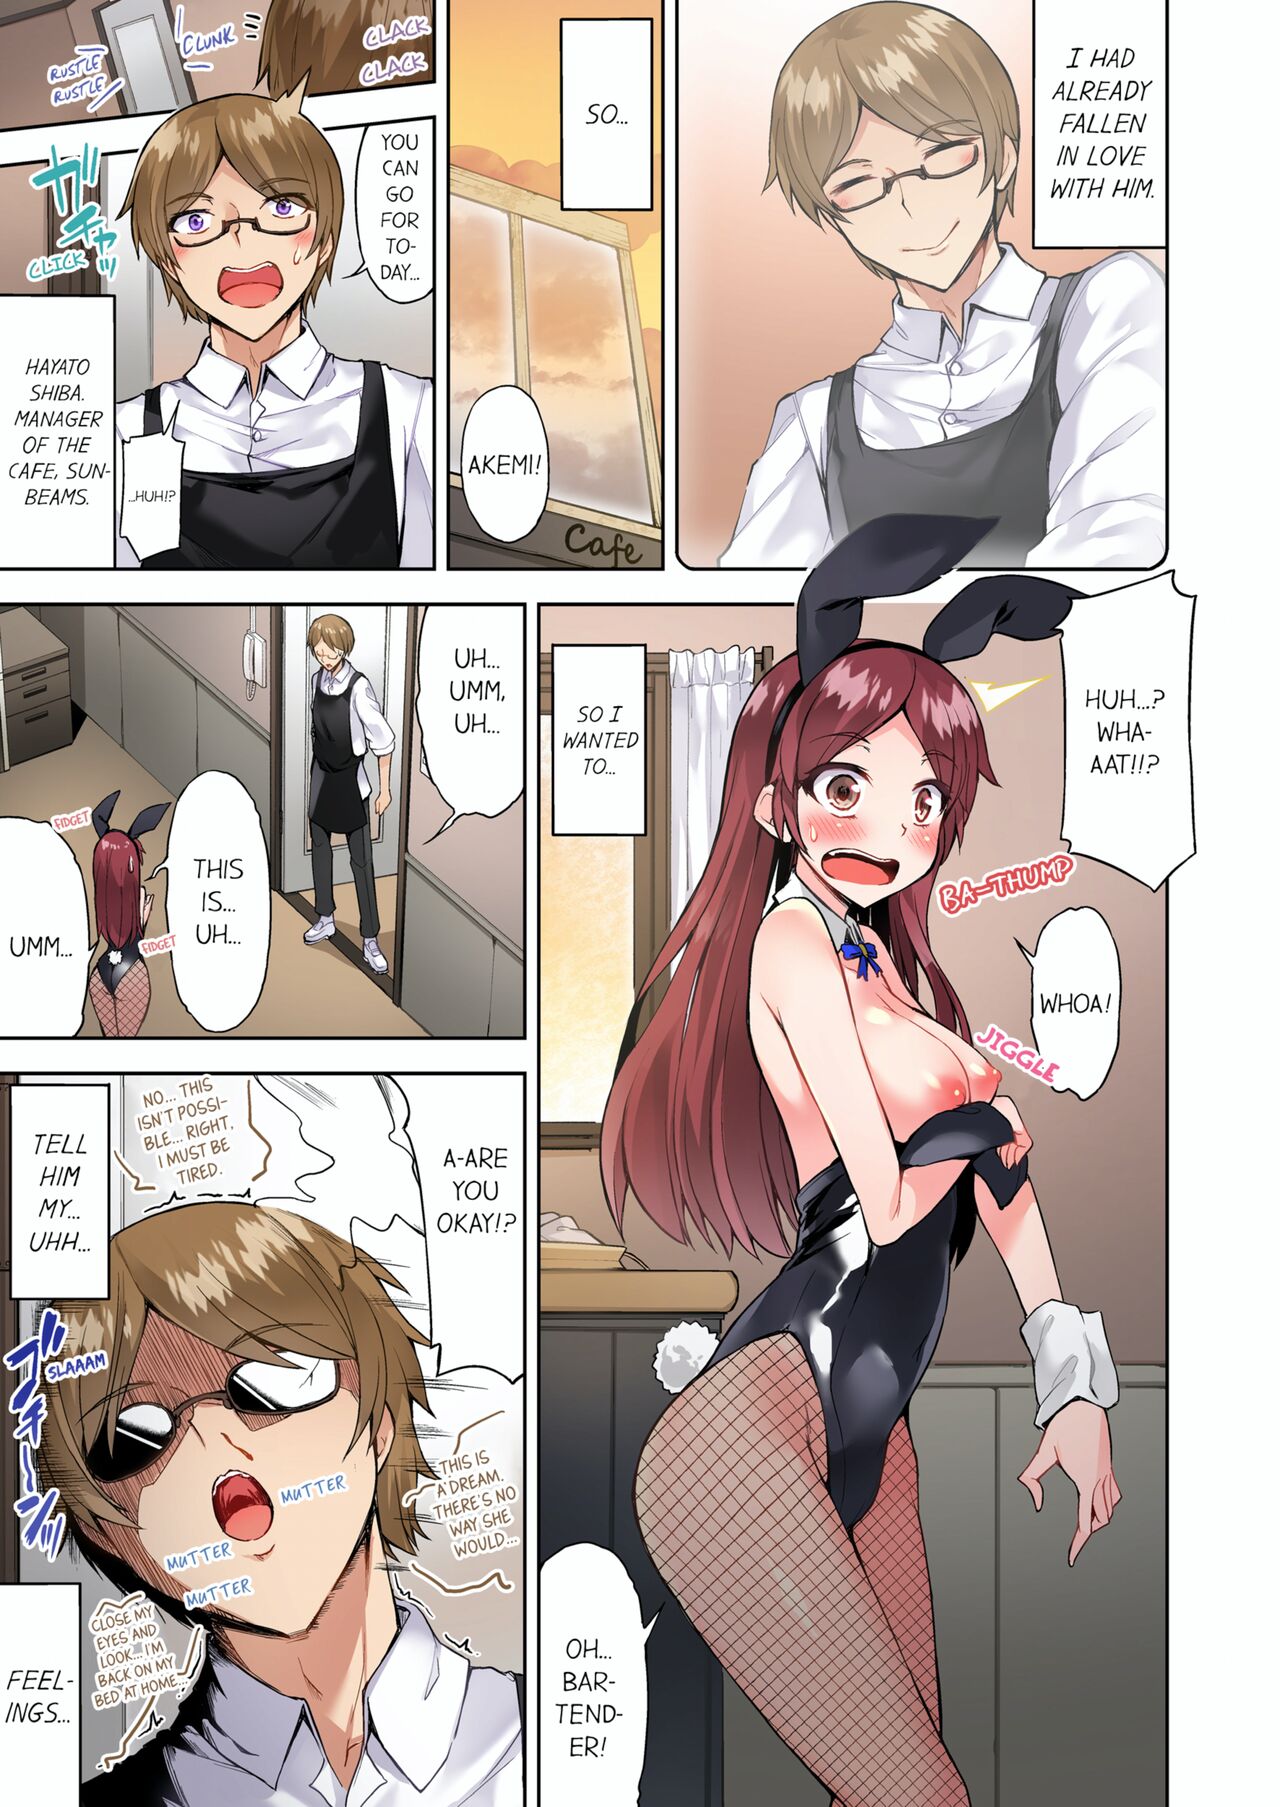 I HAD
ALREADY
FALLEN
IN LOVE
WITH HIM.
SO...
AKEMI!
Cafe
CLACK
CLACK
CLUNK
RUSTLE
RUSTLE
YOU
CAN
GO
FOR
TO-
DAY...
ガチャッ
CLICK
...HUH!?
HAYATO
SHIBA.
MANAGER
OF THE
CAFE, SUN-
BEAMS.
HUH...?
WHA-
AAT!!?
SO I
WANTED
TO...
BA-THUMP
WHOA!
JIGGLE
OH...
BAR-
TEND-
ER!
UH...
UMM,
UH...
THIS
IS...
UH...
FIDGET
FIDGET
UMM...
A-ARE
YOU
OKAY!?
NO... THIS
ISN'T POSSI-
BLE... RIGHT,
I MUST BE
TIRED.
TELL
HIM
MY...
UHH...
SLAAAM
THIS IS
A DREAM.
THERE'S NO
WAY SHE
WOULD...
MUTTER
MUTTER
MUTTER
CLOSE MY
EYES AND
LOOK... I'M
BACK ON MY
BED AT HOME...
FEEL-
INGS...